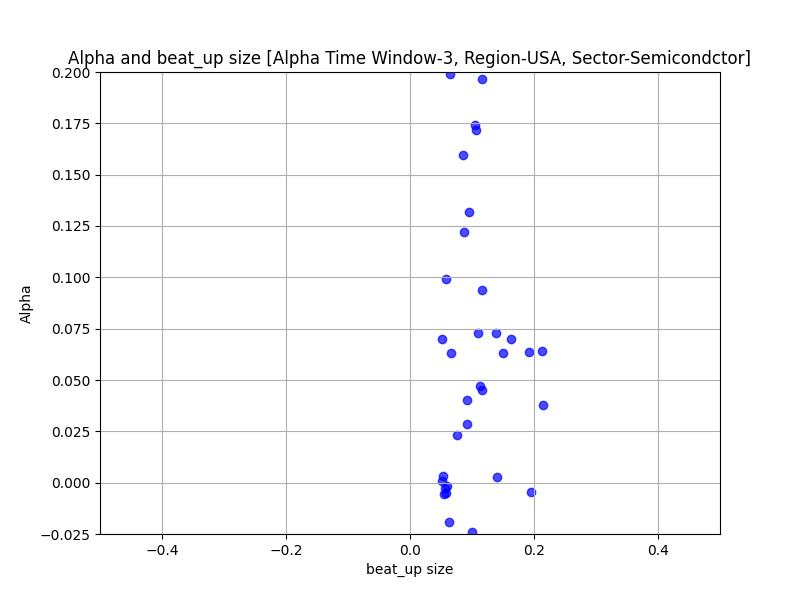 Alpha and beat_up size [Alpha Time Window-3, Region-USA, Sector-Semicondctor]
0.200
0.175
0.150
0.125
0.100
0.075
0.050
0.025
0.000
−0.025
Alpha
−0.4 −0.2 0.0 0.2 0.4
beat_up size